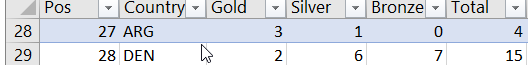 Pos Country Gold Silver Bronze Total
28 27 ARG 3 1 0 4
29 28 DEN 2 6 7 15